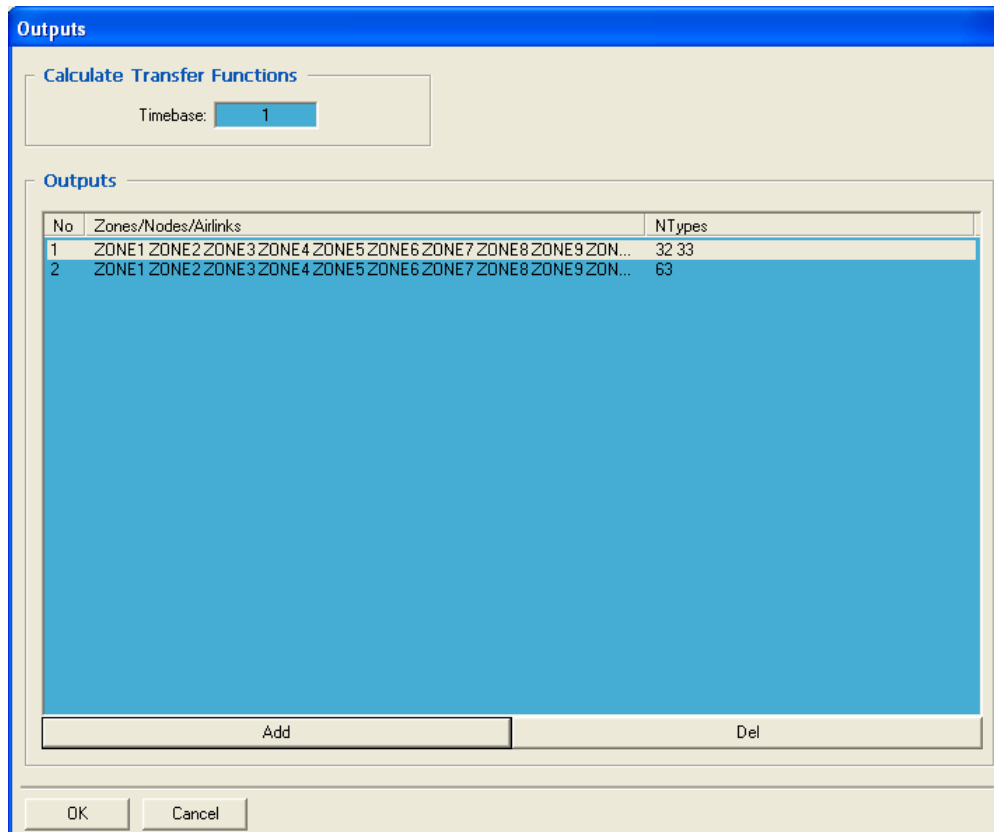 Outputs
Calculate Transfer Functions
Timebase: 1
Outputs
No Zones/Nodes/Airlinks NTypes
1 ZONE1 ZONE2 ZONE3 ZONE4 ZONE5 ZONE6 ZONE7 ZONE8 ZONE9 ZON... 32 33
2 ZONE1 ZONE2 ZONE3 ZONE4 ZONE5 ZONE6 ZONE7 ZONE8 ZONE9 ZON... 63
Add Del
OK Cancel